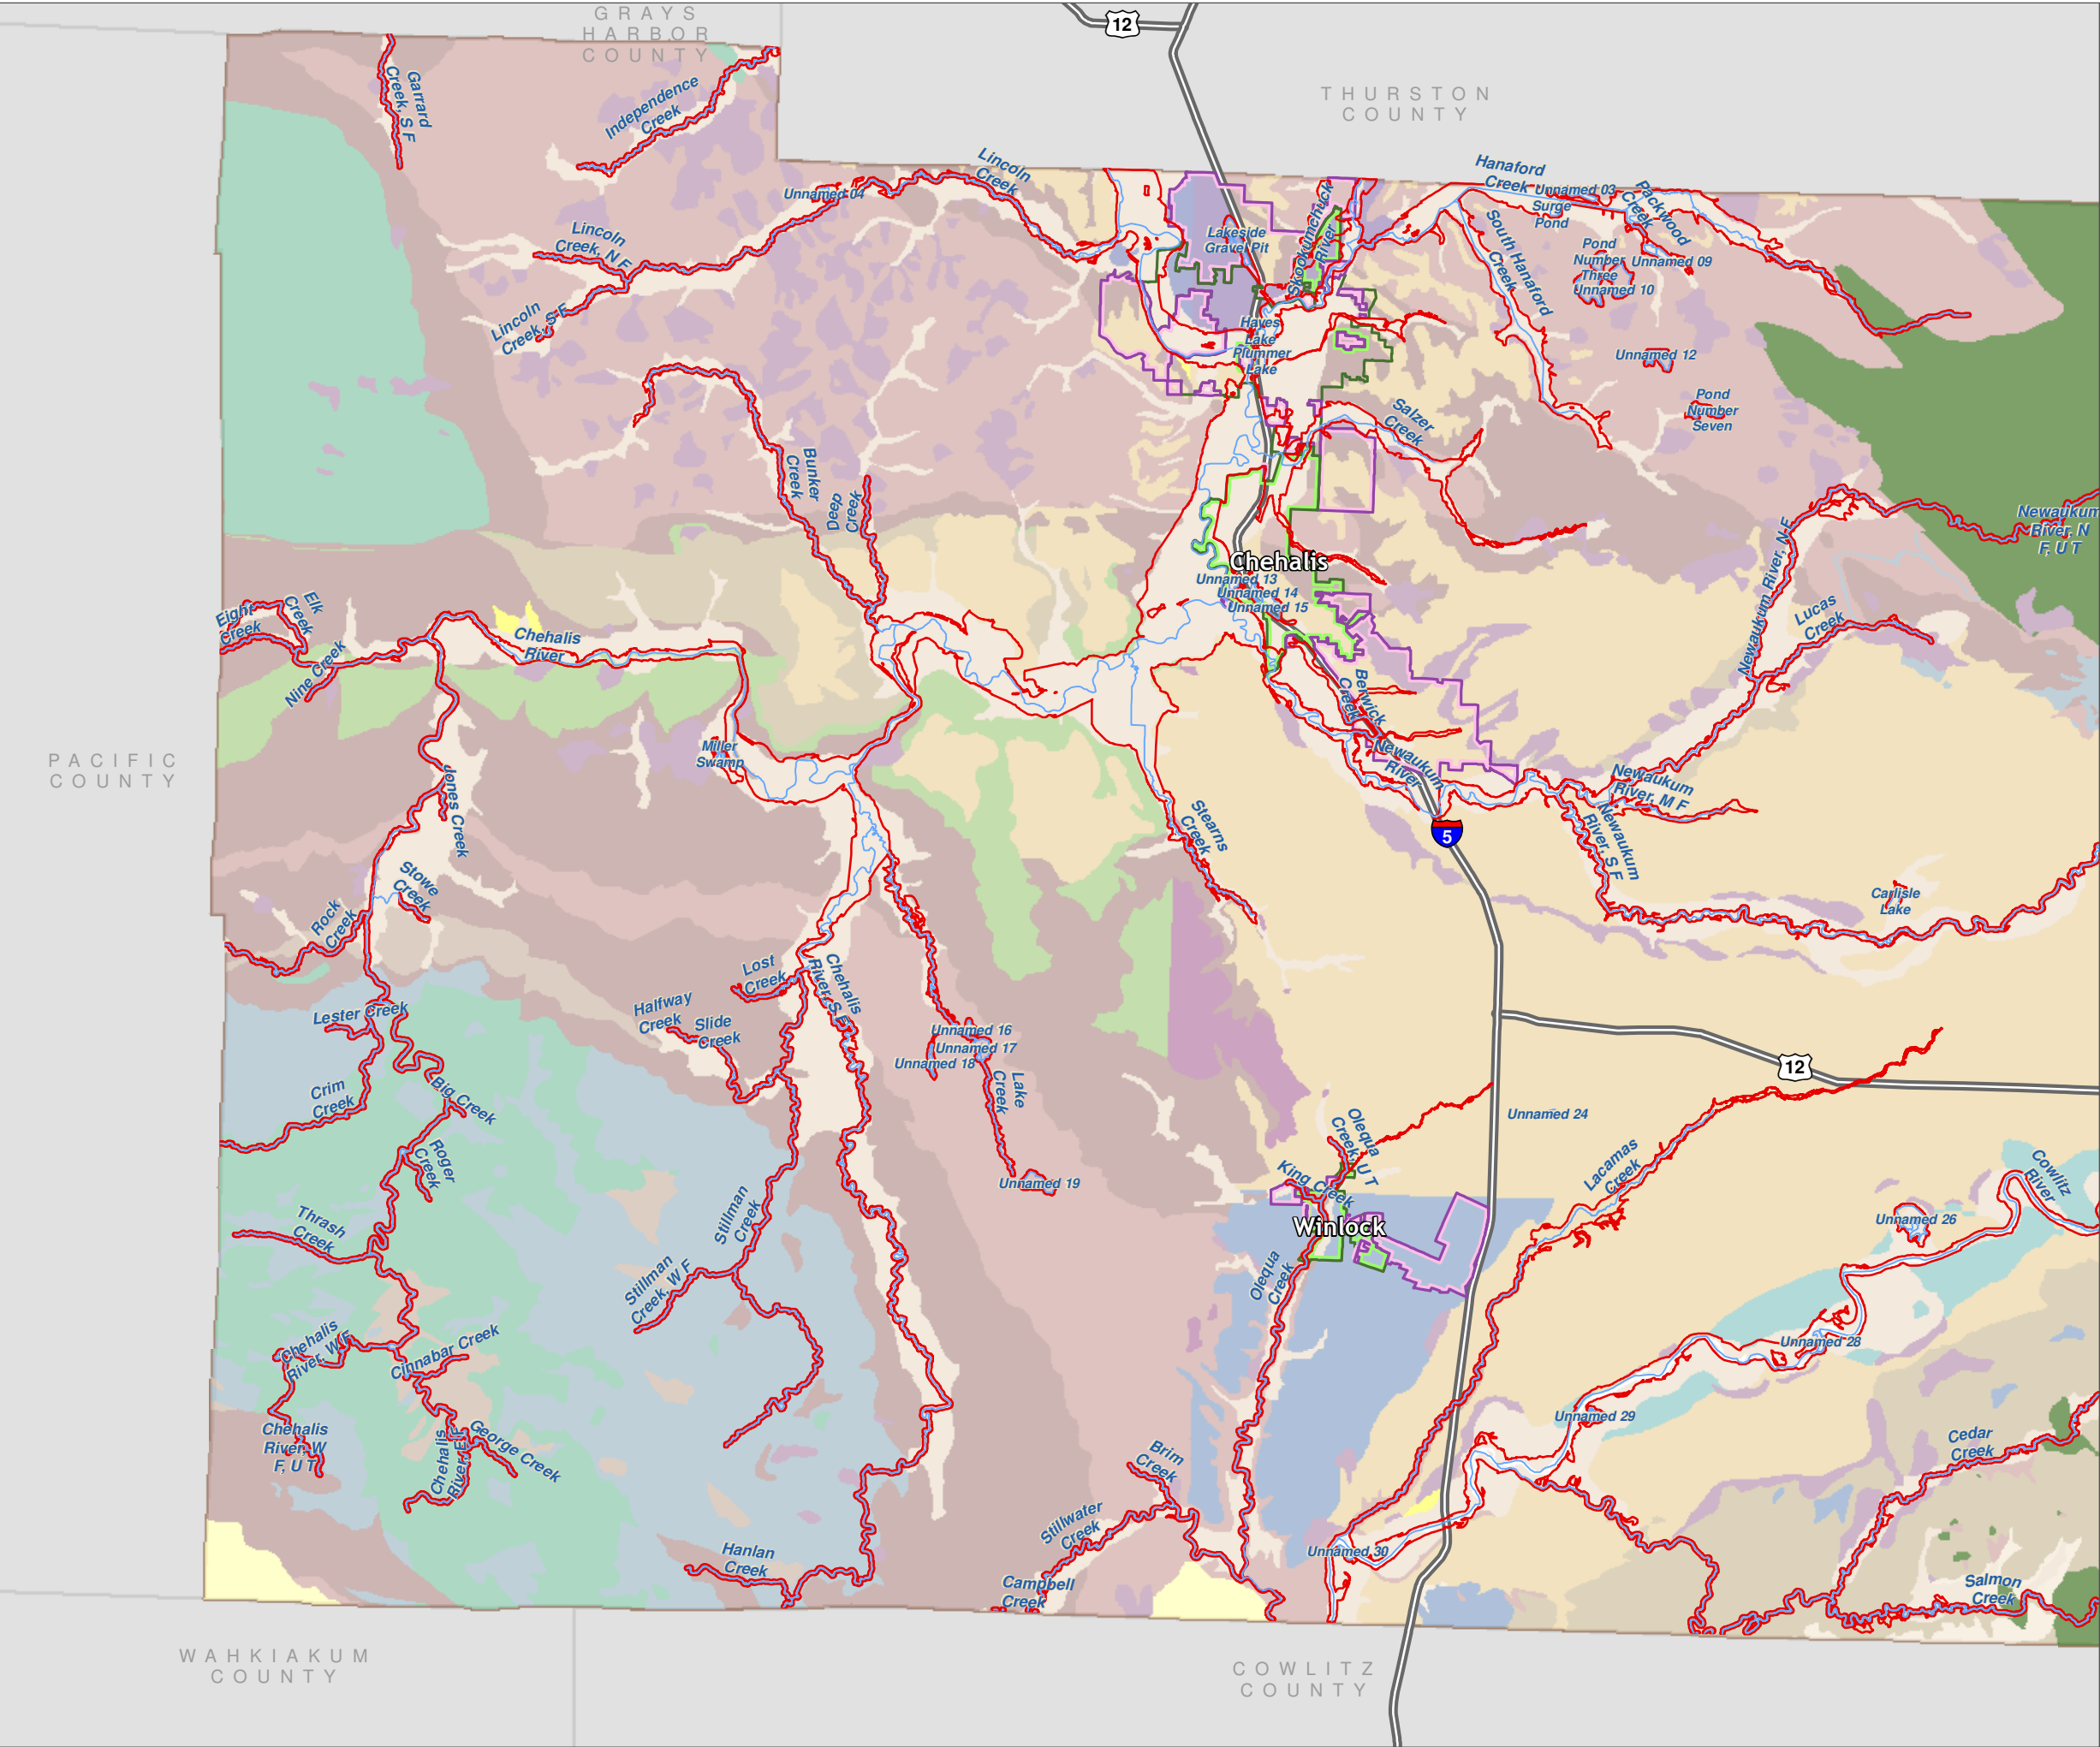 GRAYS
HARBOR
COUNTY
12
THURSTON
COUNTY
Garrard
Creek, S F
Independence
Creek
Lincoln
Creek
Unnamed 04
Hanaford
Creek
Unnamed 03
Surge
Pond
Packwood
Creek
Skookumchuck
River
Lakeside
Gravel Pit
South Hanaford
Creek
Pond
Number
Three
Unnamed 09
Unnamed 10
Lincoln
Creek, N F
Lincoln
Creek, S F
Hayes
Lake
Plummer
Lake
Unnamed 12
Pond
Number
Seven
Salzer
Creek
Bunker
Creek
Deep
Creek
Newaukum
River, N
F, U T
Chehalis
Unnamed 13
Unnamed 14
Unnamed 15
Newaukum River, N F
Lucas
Creek
Eight
Creek
Elk
Creek
Nine Creek
Chehalis
River
Berwick
Creek
PACIFIC
COUNTY
Miller
Swamp
Newaukum
River
Newaukum
River, M F
Newaukum
River, S F
5
Jones Creek
Stearns
Creek
Stowe
Creek
Carlisle
Lake
Rock
Creek
Lost
Creek
Chehalis
River, S F
Halfway
Creek
Slide
Creek
Lester Creek
Unnamed 16
Unnamed 17
Unnamed 18
12
Crim
Creek
Big Creek
Lake
Creek
Unnamed 24
Olequa
Creek, U T
Roger
Creek
Lacamas
Creek
Cowlitz
River
King Creek
Unnamed 19
Winlock
Thrash
Creek
Stillman
Creek
Unnamed 26
Stillman
Creek, W F
Olequa
Creek
Chehalis
River, W F
Cinnabar Creek
Unnamed 28
Chehalis
River, W
F, U T
Chehalis
River, E F
George Creek
Unnamed 29
Cedar
Creek
Brim
Creek
Stillwater
Creek
Hanlan
Creek
Unnamed 30
Campbell
Creek
Salmon
Creek
WAHKIAKUM
COUNTY
COWLITZ
COUNTY